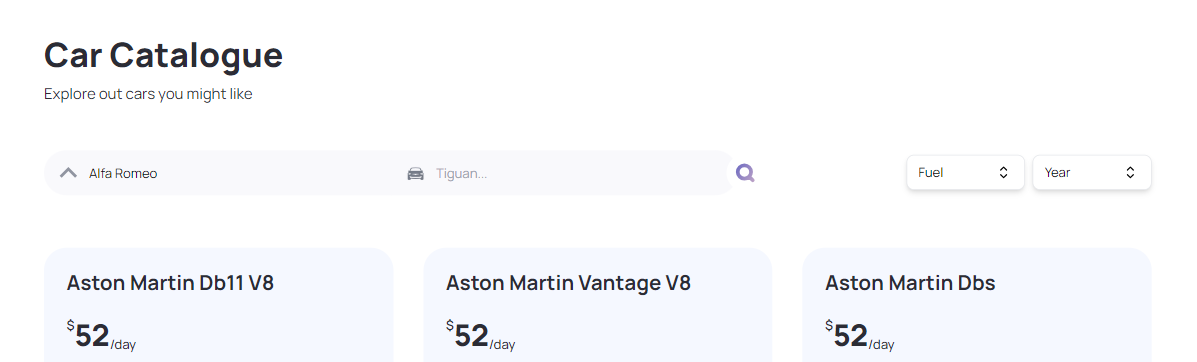 Car Catalogue
Explore out cars you might like
Alfa Romeo Tiguan... Fuel Year
Aston Martin Db11 V8 Aston Martin Vantage V8 Aston Martin Dbs
$52/day $52/day $52/day